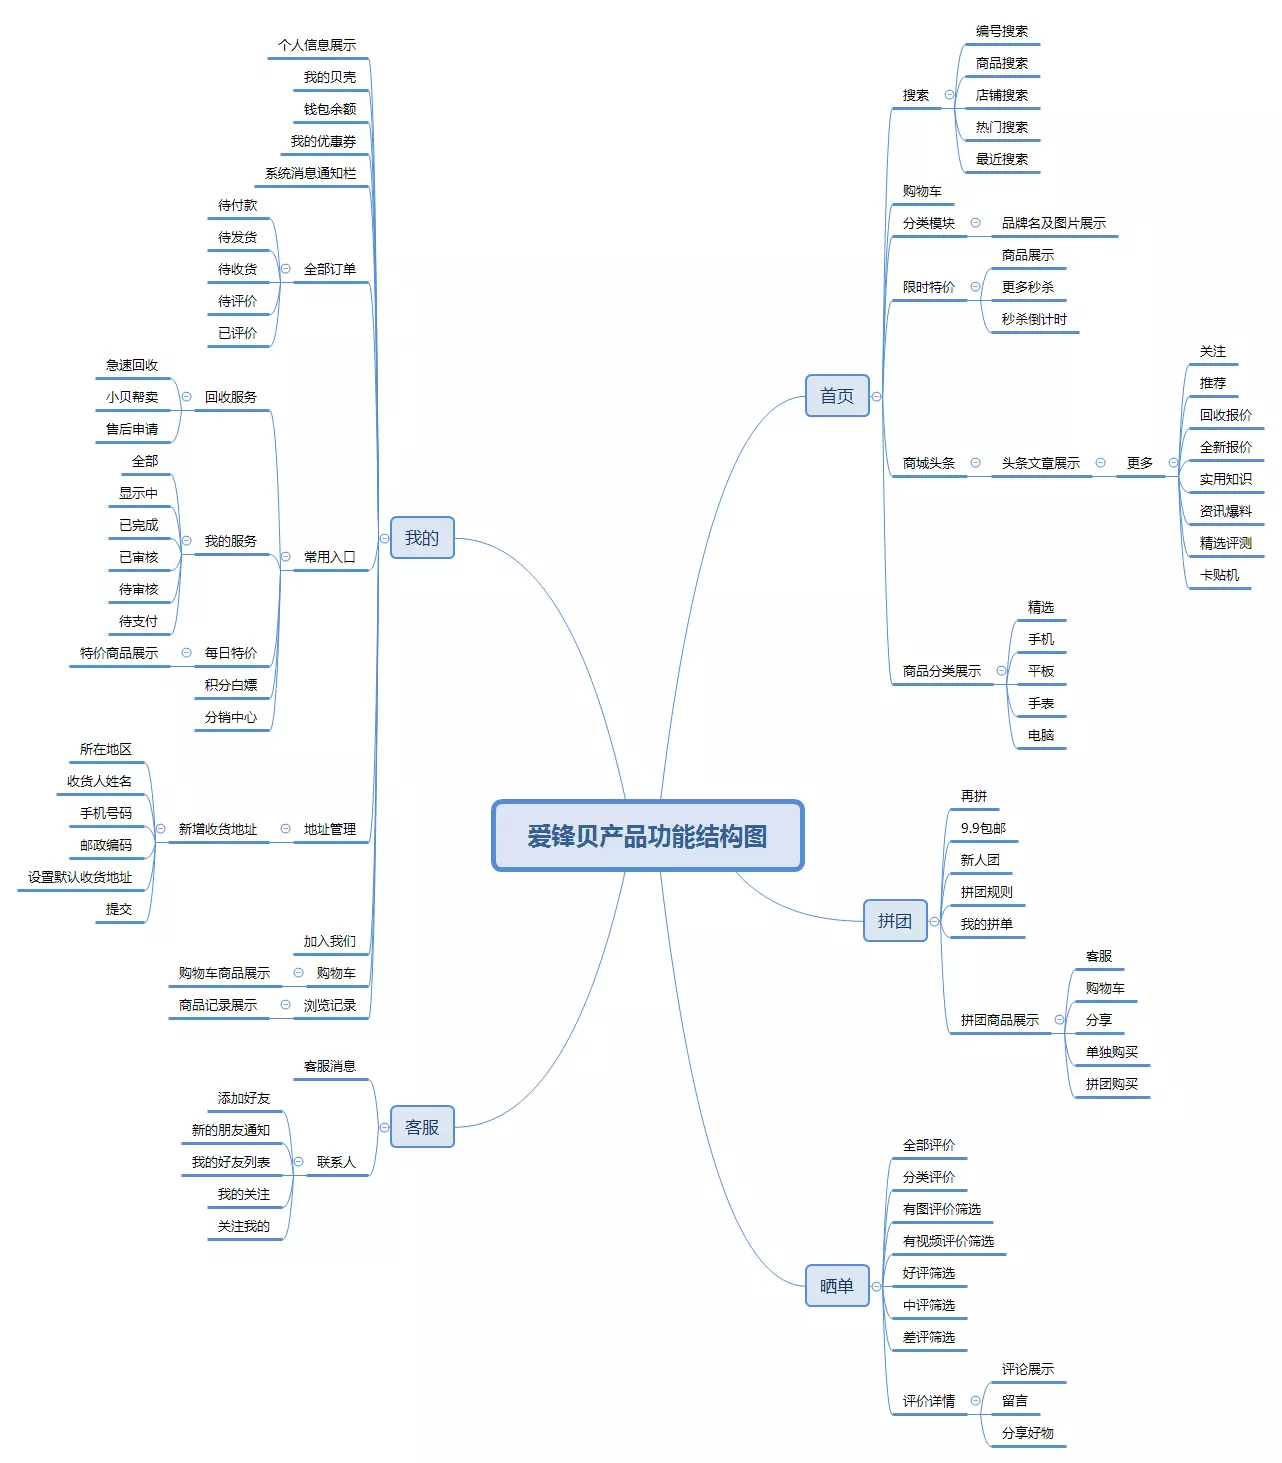 爱锋贝产品功能结构图
首页
搜索
编号搜索
商品搜索
店铺搜索
热门搜索
最近搜索
购物车
分类模块
品牌名及图片展示
限时特价
商品展示
更多秒杀
秒杀倒计时
商城头条
头条文章展示
更多
关注
推荐
回收报价
全新报价
实用知识
资讯爆料
精选评测
卡贴机
商品分类展示
精选
手机
平板
手表
电脑
拼团
再拼
9.9包邮
新人团
拼团规则
我的拼单
拼团商品展示
客服
购物车
分享
单独购买
拼团购买
晒单
全部评价
分类评价
有图评价筛选
有视频评价筛选
好评筛选
中评筛选
差评筛选
评价详情
评论展示
留言
分享好物
我的
个人信息展示
我的贝壳
钱包余额
我的优惠券
系统消息通知栏
全部订单
待付款
待发货
待收货
待评价
已评价
常用入口
回收服务
急速回收
小贝帮卖
售后申请
我的服务
全部
显示中
已完成
已审核
待审核
待支付
每日特价
特价商品展示
积分白嫖
分销中心
地址管理
新增收货地址
所在地区
收货人姓名
手机号码
邮政编码
设置默认收货地址
提交
加入我们
购物车
购物车商品展示
浏览记录
商品记录展示
客服
客服消息
联系人
添加好友
新的朋友通知
我的好友列表
我的关注
关注我的